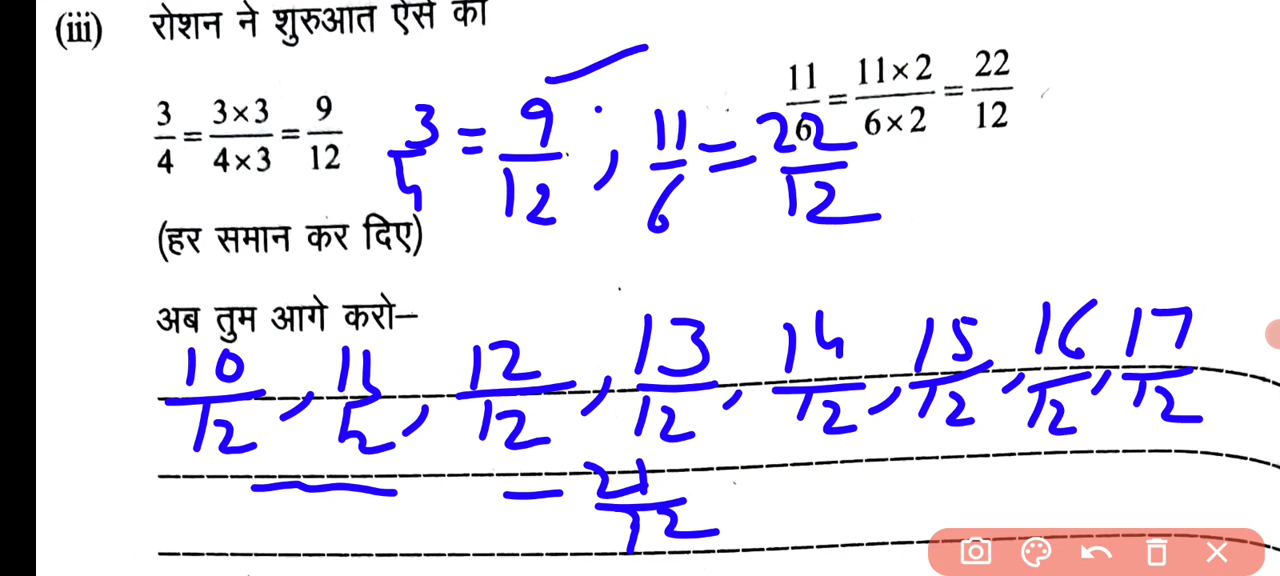 (iii) रोशन ने शुरुआत ऐसे की
3/4 = 3×3/4×3 = 9/12
11/6 = 11×2/6×2 = 22/12
3/4 = 9/12 ; 11/6 = 22/12
(हर समान कर दिए)
अब तुम आगे करो–
10/12, 11/12, 12/12, 13/12, 14/12, 15/12, 16/12, 17/12
— — 21/12